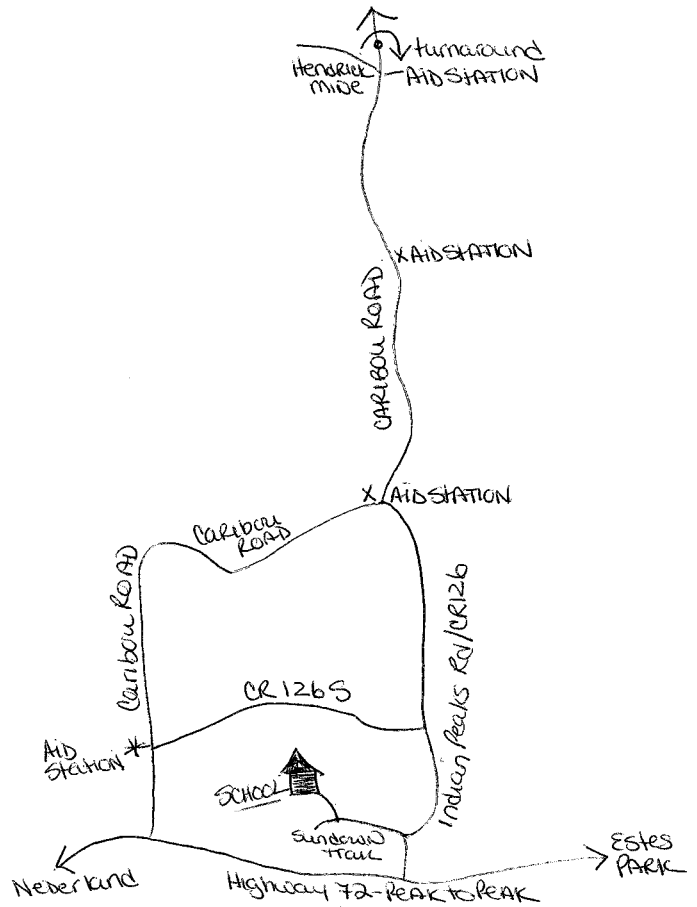 turnaround
Hendrick
MINE
AID STATION
X AID STATION
CARIBOU ROAD
X AID STATION
CARIBOU
ROAD
Caribou ROAD
Indian Peaks Rd/CR126
CR 126 S
AID
Station
SCHOOL
Sundown
trail
Nederland
Highway 72-PEAK to PEAK
EStES
PARK